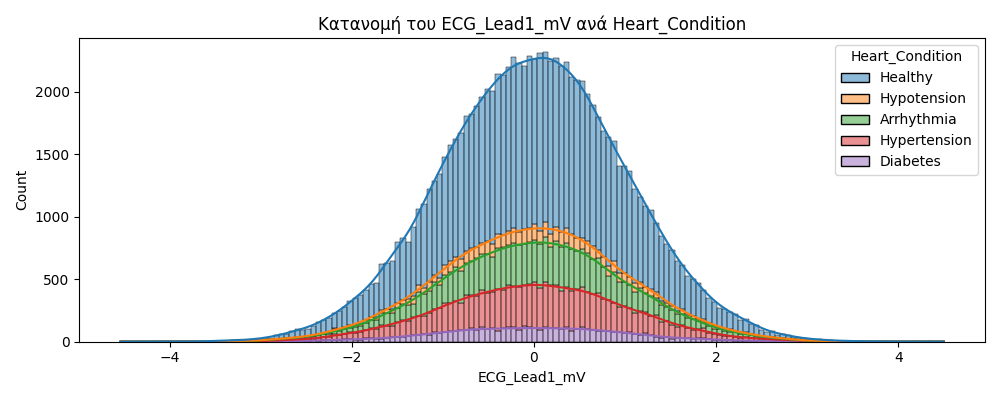 Κατανομή του ECG_Lead1_mV ανά Heart_Condition
Heart_Condition
Healthy
Hypotension
Arrhythmia
Hypertension
Diabetes
Count
2000
1500
1000
500
0
−4
−2
0
2
4
ECG_Lead1_mV